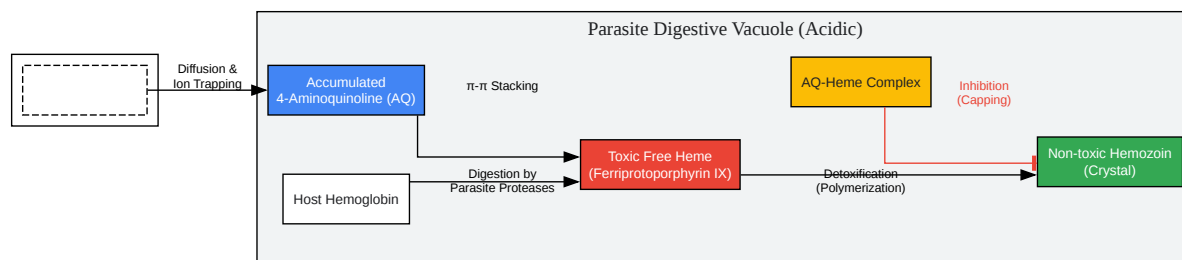 Parasite Digestive Vacuole (Acidic)
Diffusion &
Ion Trapping
Accumulated
4-Aminoquinoline (AQ)
π-π Stacking
AQ-Heme Complex
Inhibition
(Capping)
Toxic Free Heme
(Ferriprotoporphyrin IX)
Non-toxic Hemozoin
(Crystal)
Host Hemoglobin
Digestion by
Parasite Proteases
Detoxification
(Polymerization)